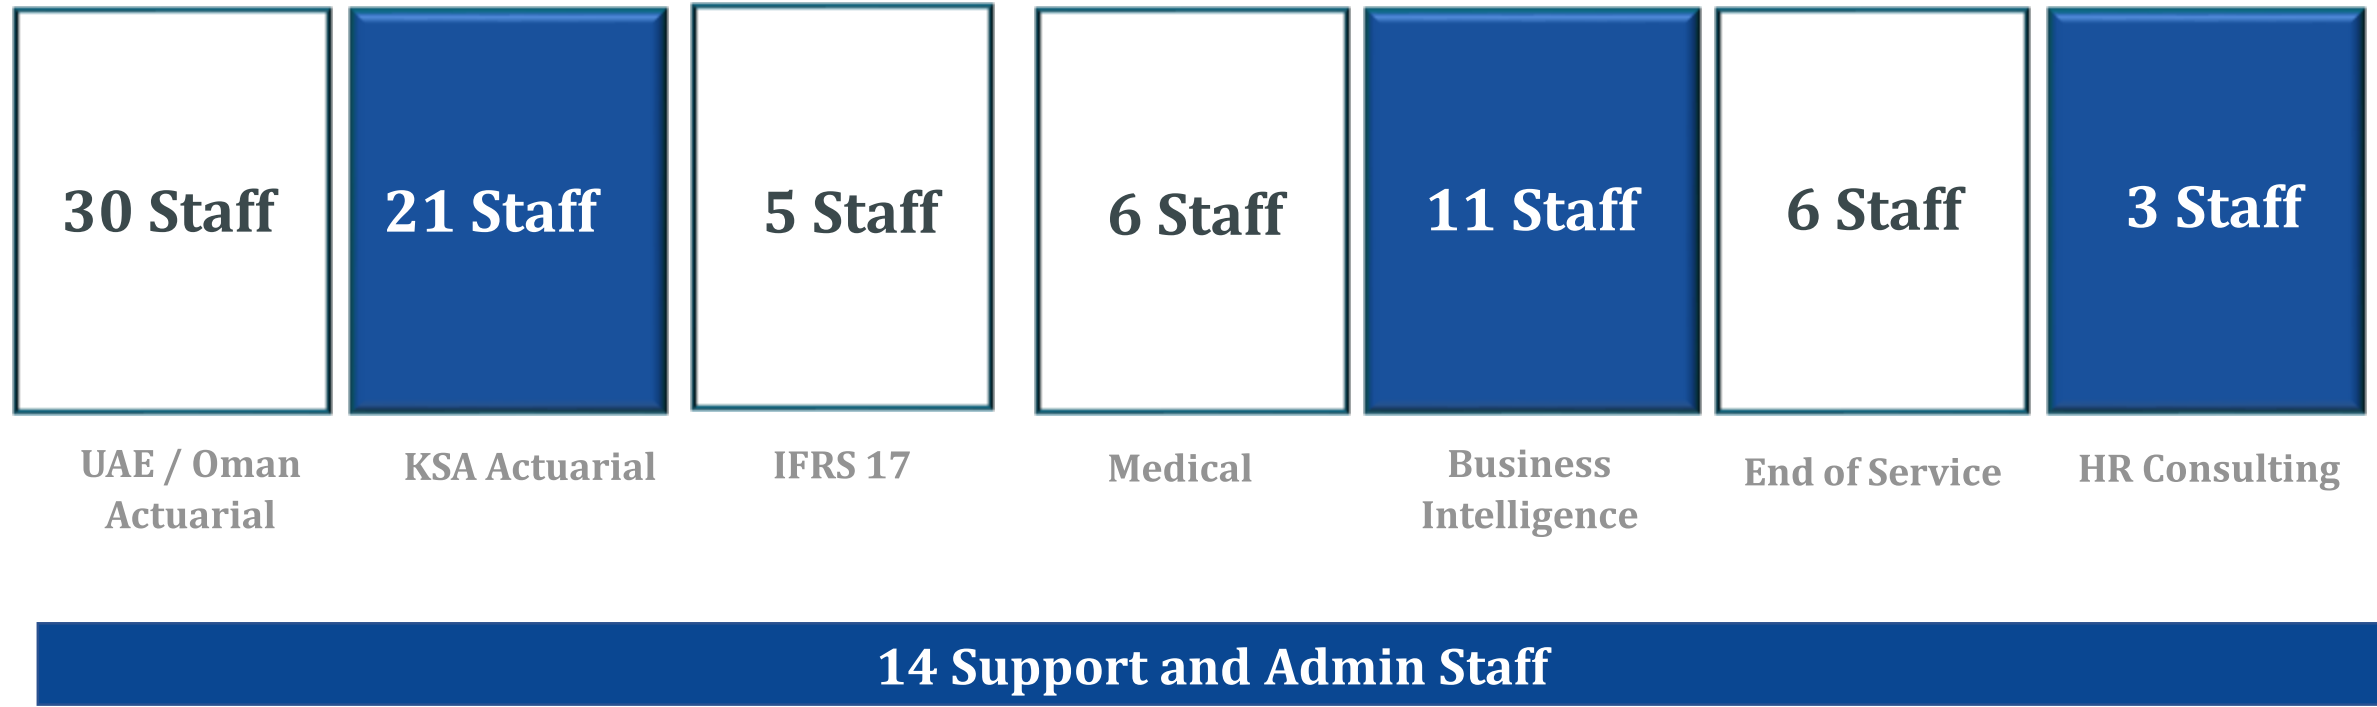 30 Staff
21 Staff
5 Staff
6 Staff
11 Staff
6 Staff
3 Staff
UAE / Oman
Actuarial
KSA Actuarial
IFRS 17
Medical
Business
Intelligence
End of Service
HR Consulting
14 Support and Admin Staff